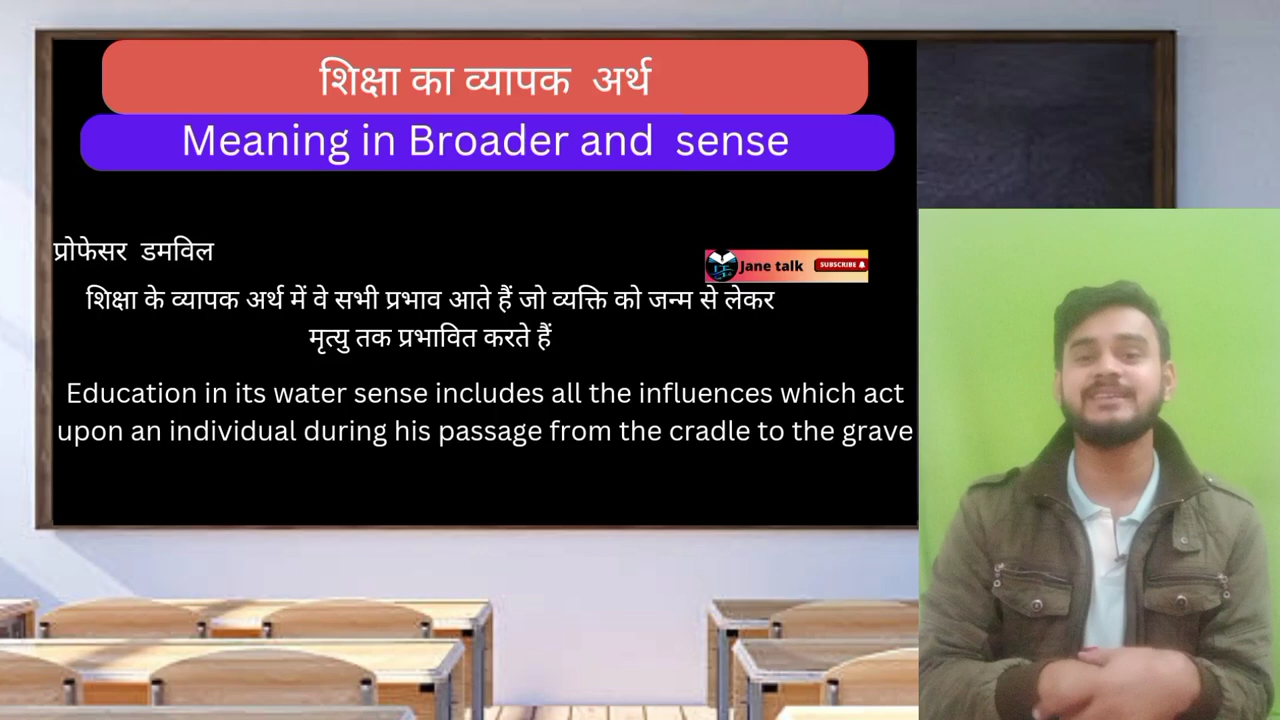 शिक्षा का व्यापक अर्थ
Meaning in Broader and sense
प्रोफेसर डमविल
Jane talk
SUBSCRIBE
शिक्षा के व्यापक अर्थ में वे सभी प्रभाव आते हैं जो व्यक्ति को जन्म से लेकर
मृत्यु तक प्रभावित करते हैं
Education in its water sense includes all the influences which act
upon an individual during his passage from the cradle to the grave